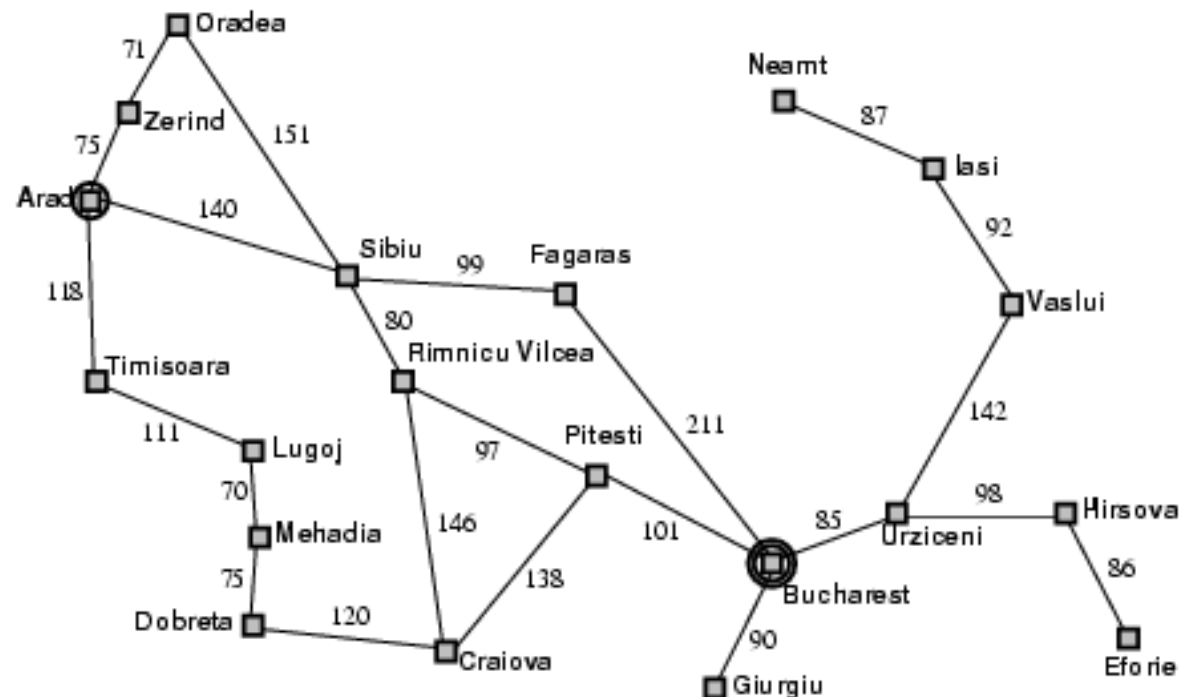 Oradea
71
Neamt
Zerind
87
75
151
Iasi
Arad
140
92
Sibiu
99
Fagaras
118
80
Vaslui
Rimnicu Vilcea
Timisoara
142
211
111
Lugoj
97
Pitesti
70
98
Hirsova
146
101
85
Urziceni
Mehadia
86
75
138
Bucharest
Dobreta
120
90
Craiova
Eforie
Giurgiu